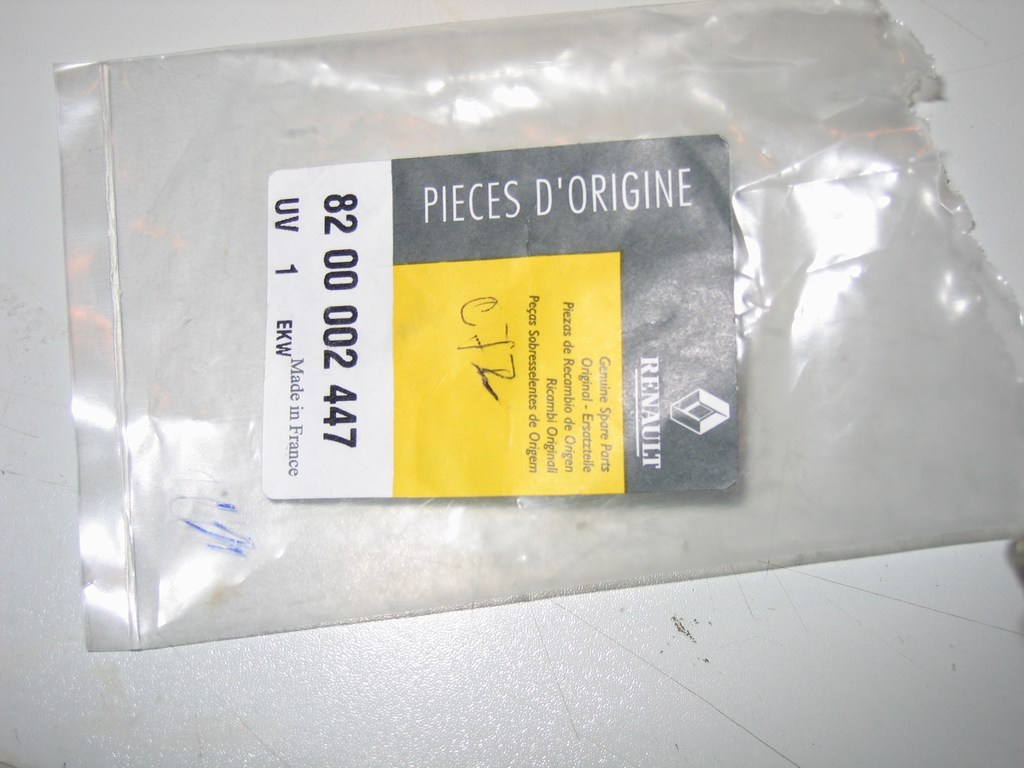 PIECES D'ORIGINE
RENAULT
Genuine Spare Parts
Original - Ersatzteile
Piezas de Recambio de Origen
Ricambi Originali
Peças Sobresselentes de Origem
82 00 002 447
UV 1 EKW
Made in France